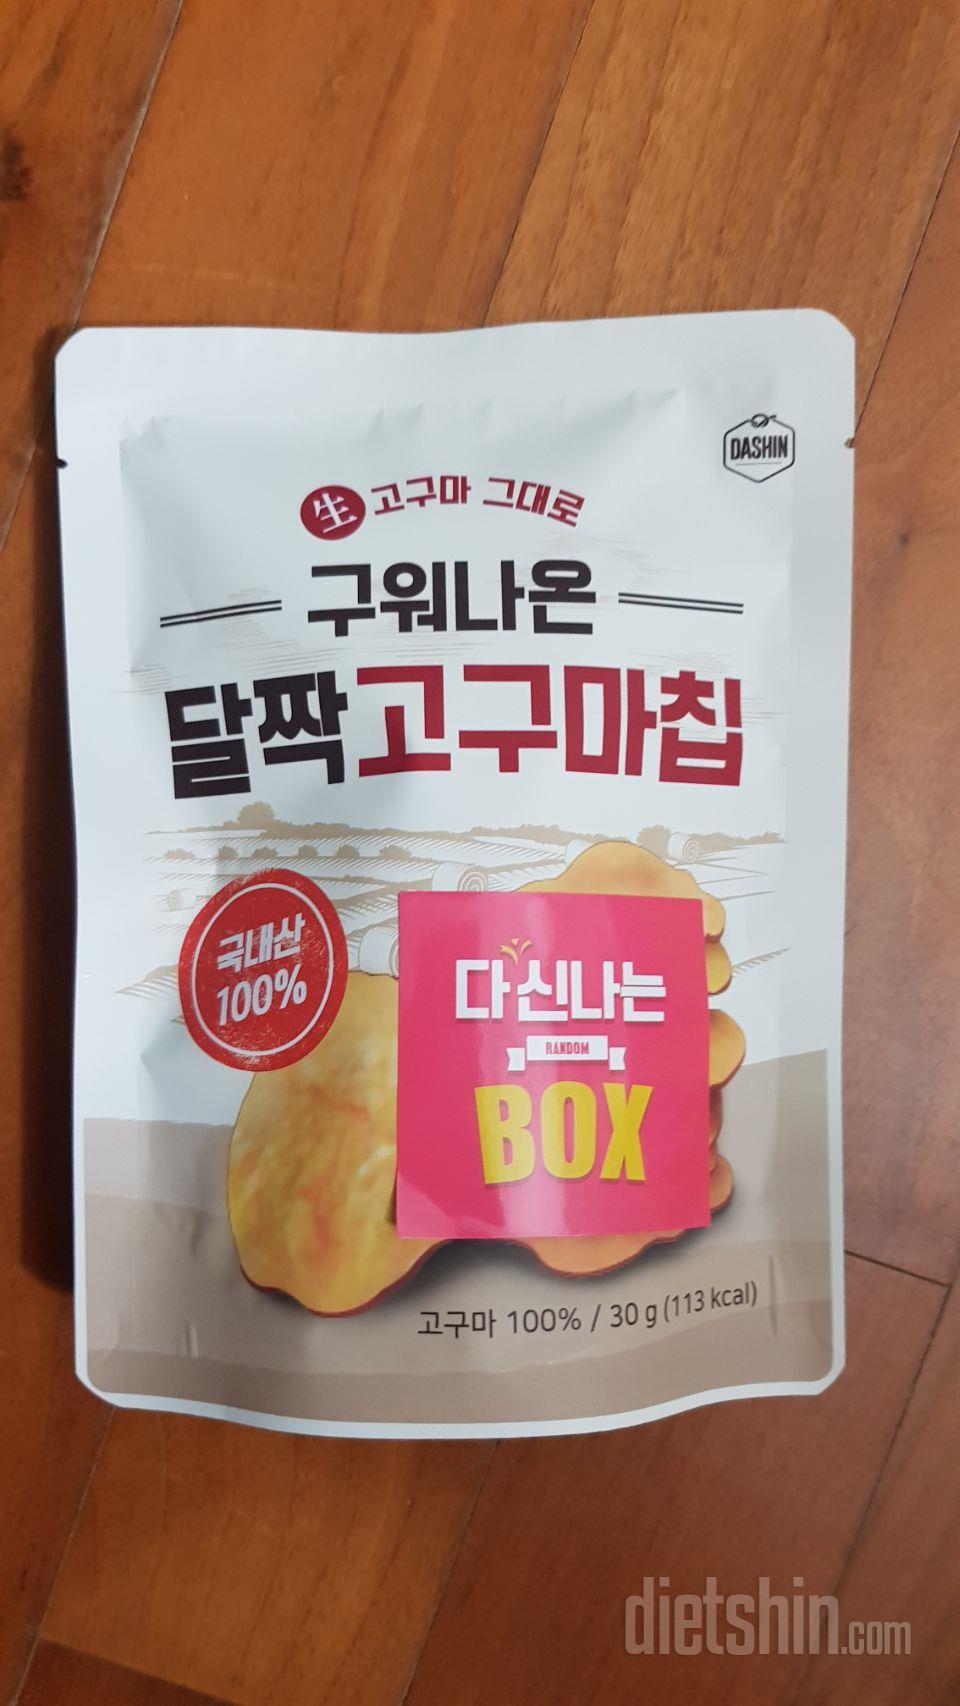 DASHIN
生 고구마 그대로
구워나온
달짝고구마칩
국내산
100%
다신나는
RANDOM
BOX
고구마 100% / 30 g (113 kcal)
dietshin.com